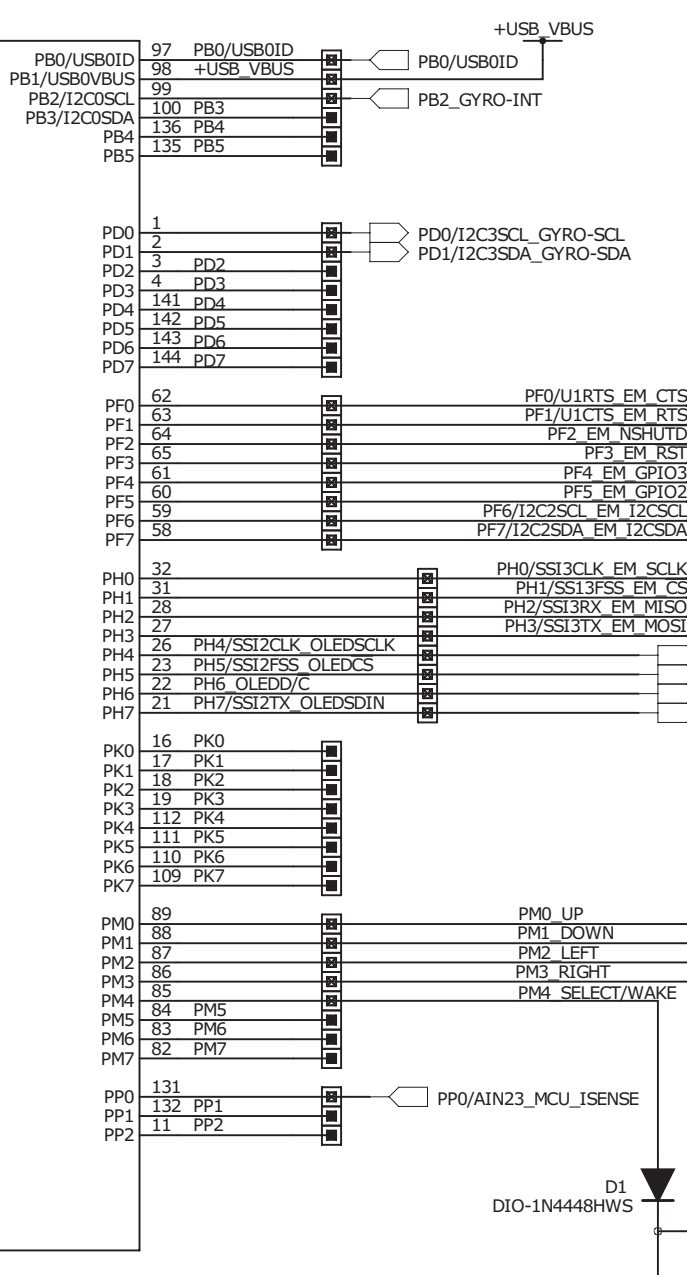 +USB_VBUS
PB0/USB0ID 97 PB0/USB0ID PB0/USB0ID
PB1/USB0VBUS 98 +USB_VBUS
PB2/I2C0SCL 99 PB2_GYRO-INT
PB3/I2C0SDA 100 PB3
PB4 136 PB4
PB5 135 PB5
PD0 1 PD0/I2C3SCL_GYRO-SCL
PD1 2 PD1/I2C3SDA_GYRO-SDA
PD2 3 PD2
PD3 4 PD3
PD4 141 PD4
PD5 142 PD5
PD6 143 PD6
PD7 144 PD7
PF0 62 PF0/U1RTS_EM_CTS
PF1 63 PF1/U1CTS_EM_RTS
PF2 64 PF2_EM_NSHUTD
PF3 65 PF3_EM_RST
PF4 61 PF4_EM_GPIO3
PF5 60 PF5_EM_GPIO2
PF6 59 PF6/I2C2SCL_EM_I2CSCL
PF7 58 PF7/I2C2SDA_EM_I2CSDA
PH0 32 PH0/SSI3CLK_EM_SCLK
PH1 31 PH1/SS13FSS_EM_CS
PH2 28 PH2/SSI3RX_EM_MISO
PH3 27 PH3/SSI3TX_EM_MOSI
PH4 26 PH4/SSI2CLK_OLEDSCLK
PH5 23 PH5/SSI2FSS_OLEDCS
PH6 22 PH6_OLEDD/C
PH7 21 PH7/SSI2TX_OLEDSDIN
PK0 16 PK0
PK1 17 PK1
PK2 18 PK2
PK3 19 PK3
PK4 112 PK4
PK5 111 PK5
PK6 110 PK6
PK7 109 PK7
PM0 89 PM0_UP
PM1 88 PM1_DOWN
PM2 87 PM2_LEFT
PM3 86 PM3_RIGHT
PM4 85 PM4_SELECT/WAKE
PM5 84 PM5
PM6 83 PM6
PM7 82 PM7
PP0 131 PP0/AIN23_MCU_ISENSE
PP1 132 PP1
PP2 11 PP2
D1
DIO-1N4448HWS